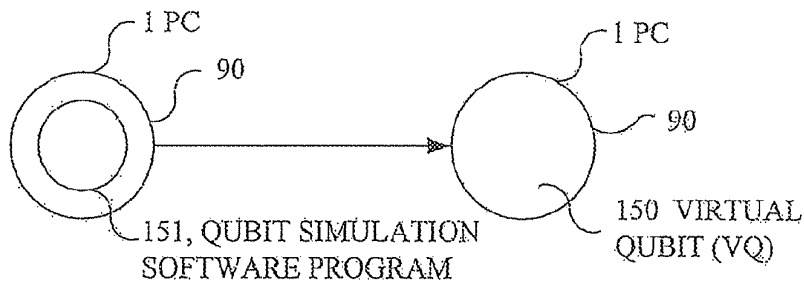 1 PC
90
151, QUBIT SIMULATION
SOFTWARE PROGRAM
1 PC
90
150 VIRTUAL
QUBIT (VQ)